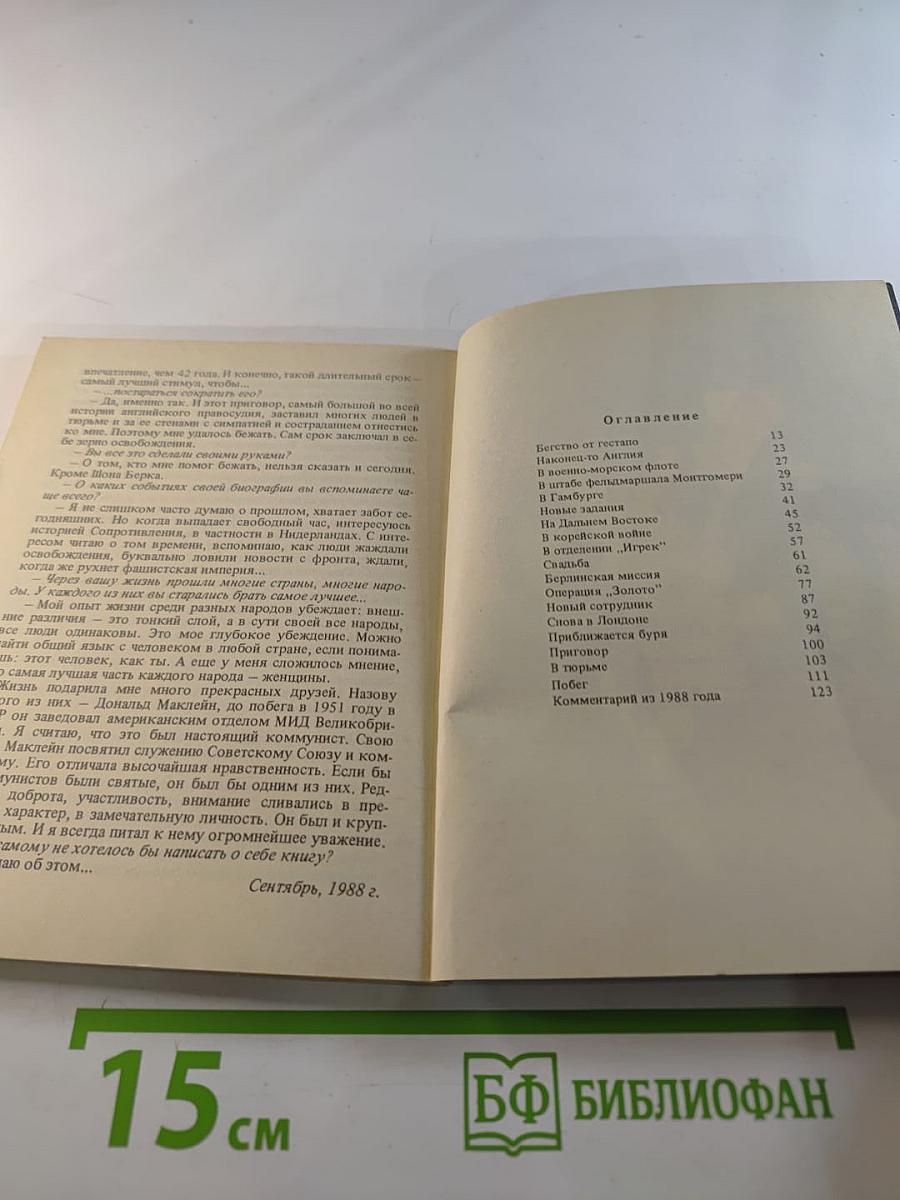 впечатление, чем 42 года. И конечно, такой длительный срок —
самый лучший стимул, чтобы...
— ...постараться сократить его?
— Да, именно так. И этот приговор, самый большой во всей
истории английского правосудия, заставил многих людей в
тюрьме и за ее стенами с симпатией и состраданием отнестись
ко мне. Поэтому мне удалось бежать. Сам срок заключал в се-
бе зерно освобождения.
— Вы все это сделали своими руками?
— О том, кто мне помог бежать, нельзя сказать и сегодня.
Кроме Шона Берка.
— О каких событиях своей биографии вы вспоминаете ча-
ще всего?
— Я не слишком часто думаю о прошлом, хватает забот се-
годняшних. Но когда выпадает свободный час, интересуюсь
историей Сопротивления, в частности в Нидерландах. С инте-
ресом читаю о том времени, вспоминаю, как люди жаждали
освобождения, буквально ловили новости с фронта, ждали,
когда же рухнет фашистская империя...
— Через вашу жизнь прошли многие страны, многие наро-
ды. У каждого из них вы старались брать самое лучшее...
— Мой опыт жизни среди разных народов убеждает: внеш-
ние различия — это тонкий слой, а в сути своей все народы,
все люди одинаковы. Это мое глубокое убеждение. Можно
айти общий язык с человеком в любой стране, если понима-
шь: этот человек, как ты. А еще у меня сложилось мнение,
о самая лучшая часть каждого народа — женщины.
Жизнь подарила мне много прекрасных друзей. Назову
ого из них — Дональд Маклейн, до побега в 1951 году в
Р он заведовал американским отделом МИД Великобри-
. Я считаю, что это был настоящий коммунист. Свою
Маклейн посвятил служению Советскому Союзу и ком-
му. Его отличала высочайшая нравственность. Если бы
мунистов были святые, он был бы одним из них. Ред-
доброта, участливость, внимание сливались в пре-
характер, в замечательную личность. Он был и круп-
ым. И я всегда питал к нему огромнейшее уважение.
самому не хотелось бы написать о себе книгу?
аю об этом...
Сентябрь, 1988 г.
Оглавление
Бегство от гестапо 13
Наконец-то Англия 23
В военно-морском флоте 27
В штабе фельдмаршала Монтгомери 29
В Гамбурге 32
Новые задания 41
На Дальнем Востоке 45
В корейской войне 52
В отделении „Игрек" 57
Свадьба 61
Берлинская миссия 62
Операция „Золото" 77
Новый сотрудник 87
Снова в Лондоне 92
Приближается буря 94
Приговор 100
В тюрьме 103
Побег 111
Комментарий из 1988 года 123
15 см
БФ БИБЛИОФАН